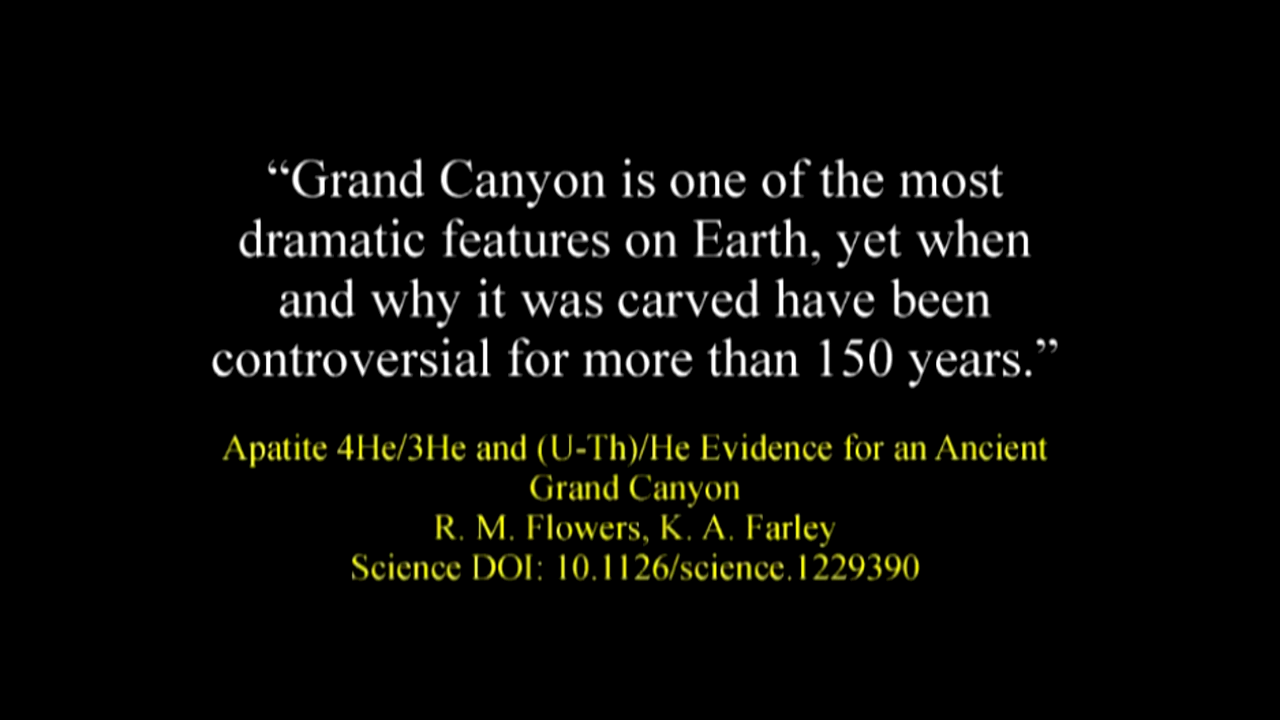 “Grand Canyon is one of the most
dramatic features on Earth, yet when
and why it was carved have been
controversial for more than 150 years.”
Apatite 4He/3He and (U-Th)/He Evidence for an Ancient
Grand Canyon
R. M. Flowers, K. A. Farley
Science DOI: 10.1126/science.1229390